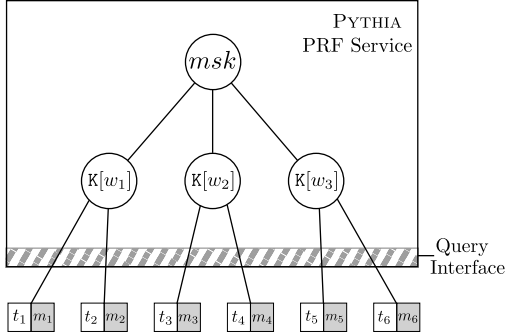 PYTHIA
PRF Service
msk
K[w₁] K[w₂] K[w₃]
Query
Interface
t₁ m₁ t₂ m₂ t₃ m₃ t₄ m₄ t₅ m₅ t₆ m₆